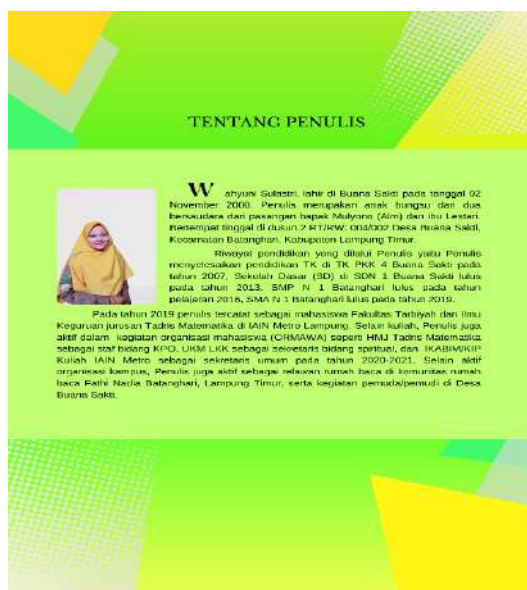 TENTANG PENULIS
Wahyuni Sulastri, lahir di Buana Sakti pada tanggal 02
November 2000. Penulis merupakan anak bungsu dari dua
bersaudara dari pasangan bapak Mulyono (Alm) dan ibu Lestari.
Bertempat tinggal di dusun 2 RT/RW: 004/002 Desa Buana Sakti,
Kecamatan Batanghari, Kabupaten Lampung Timur.
Riwayat pendidikan yang dilalui Penulis yaitu Penulis
menyelesaikan pendidikan TK di TK PKK 4 Buana Sakti pada
tahun 2007, Sekolah Dasar (SD) di SDN 1 Buana Sakti lulus
pada tahun 2013, SMP N 1 Batanghari lulus pada tahun
pelajaran 2016, SMA N 1 Batanghari lulus pada tahun 2019.
Pada tahun 2019 penulis tercatat sebagai mahasiswa Fakultas Tarbiyah dan Ilmu
Keguruan jurusan Tadris Matematika di IAIN Metro Lampung. Selain kuliah, Penulis juga
aktif dalam kegiatan organisasi mahasiswa (ORMAWA) seperti HMJ Tadris Matematika
sebagai staf bidang KPO, UKM LKK sebagai sekretaris bidang spiritual, dan IKABIM/KIP
Kuliah IAIN Metro sebagai sekretaris umum pada tahun 2020-2021. Selain aktif
organisasi kampus, Penulis juga aktif sebagai relawan rumah baca di komunitas rumah
baca Fathi Nadia Batanghari, Lampung Timur, serta kegiatan pemuda/pemudi di Desa
Buana Sakti.